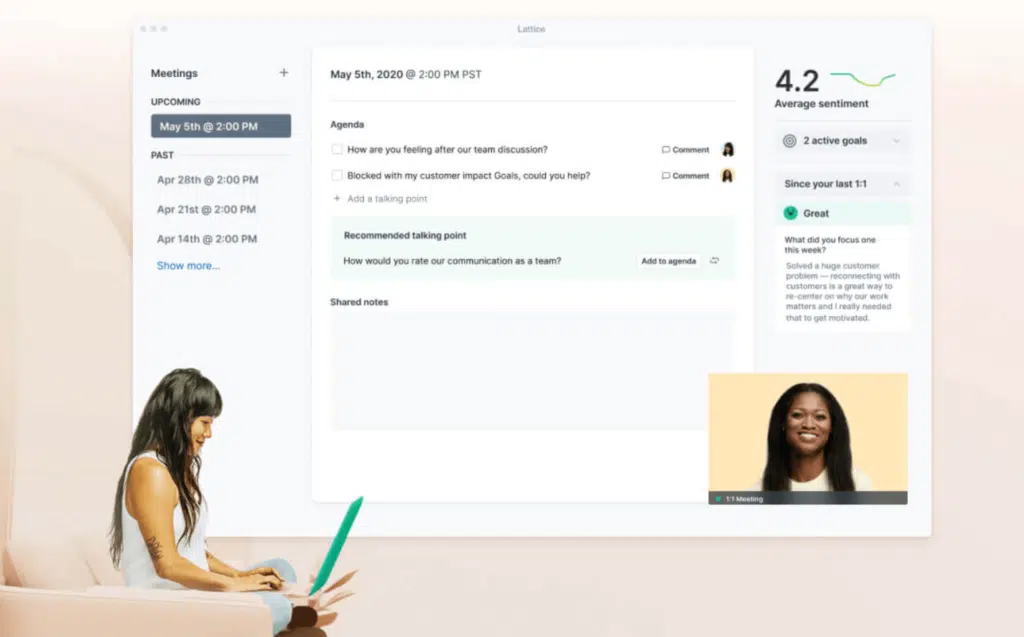 Lattice
Meetings
UPCOMING
May 5th @ 2:00 PM
PAST
Apr 28th @ 2:00 PM
Apr 21st @ 2:00 PM
Apr 14th @ 2:00 PM
Show more...
May 5th, 2020 @ 2:00 PM PST
Agenda
How are you feeling after our team discussion?
Comment
Blocked with my customer impact Goals, could you help?
Comment
+ Add a talking point
Recommended talking point
How would you rate our communication as a team?
Add to agenda
Shared notes
4.2
Average sentiment
2 active goals
Since your last 1:1
Great
What did you focus one
this week?
Solved a huge customer
problem — reconnecting with
customers is a great way to
re-center on why our work
matters and I really needed
that to get motivated.
1:1 Meeting